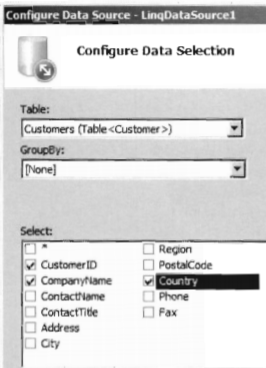 Configure Data Source - LinqDataSource1
Configure Data Selection
Table:
Customers (Table<Customer>)
GroupBy:
[None]
Select:
*
Region
CustomerID
PostalCode
CompanyName
Country
ContactName
Phone
ContactTitle
Fax
Address
City